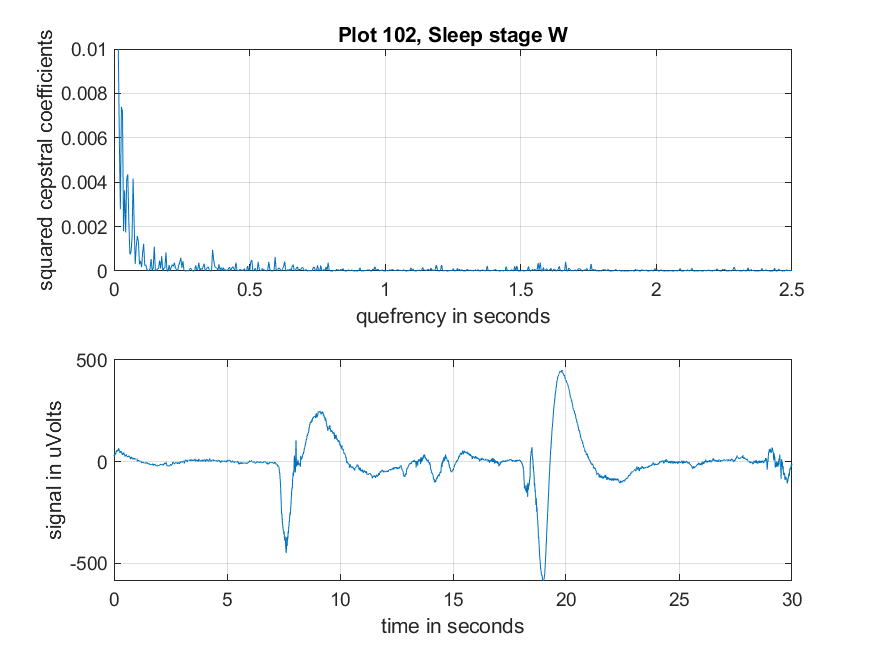 Plot 102, Sleep stage W
squared cepstral coefficients
0.01
0.008
0.006
0.004
0.002
0
0 0.5 1 1.5 2 2.5
quefrency in seconds
signal in uVolts
500
0
-500
0 5 10 15 20 25 30
time in seconds